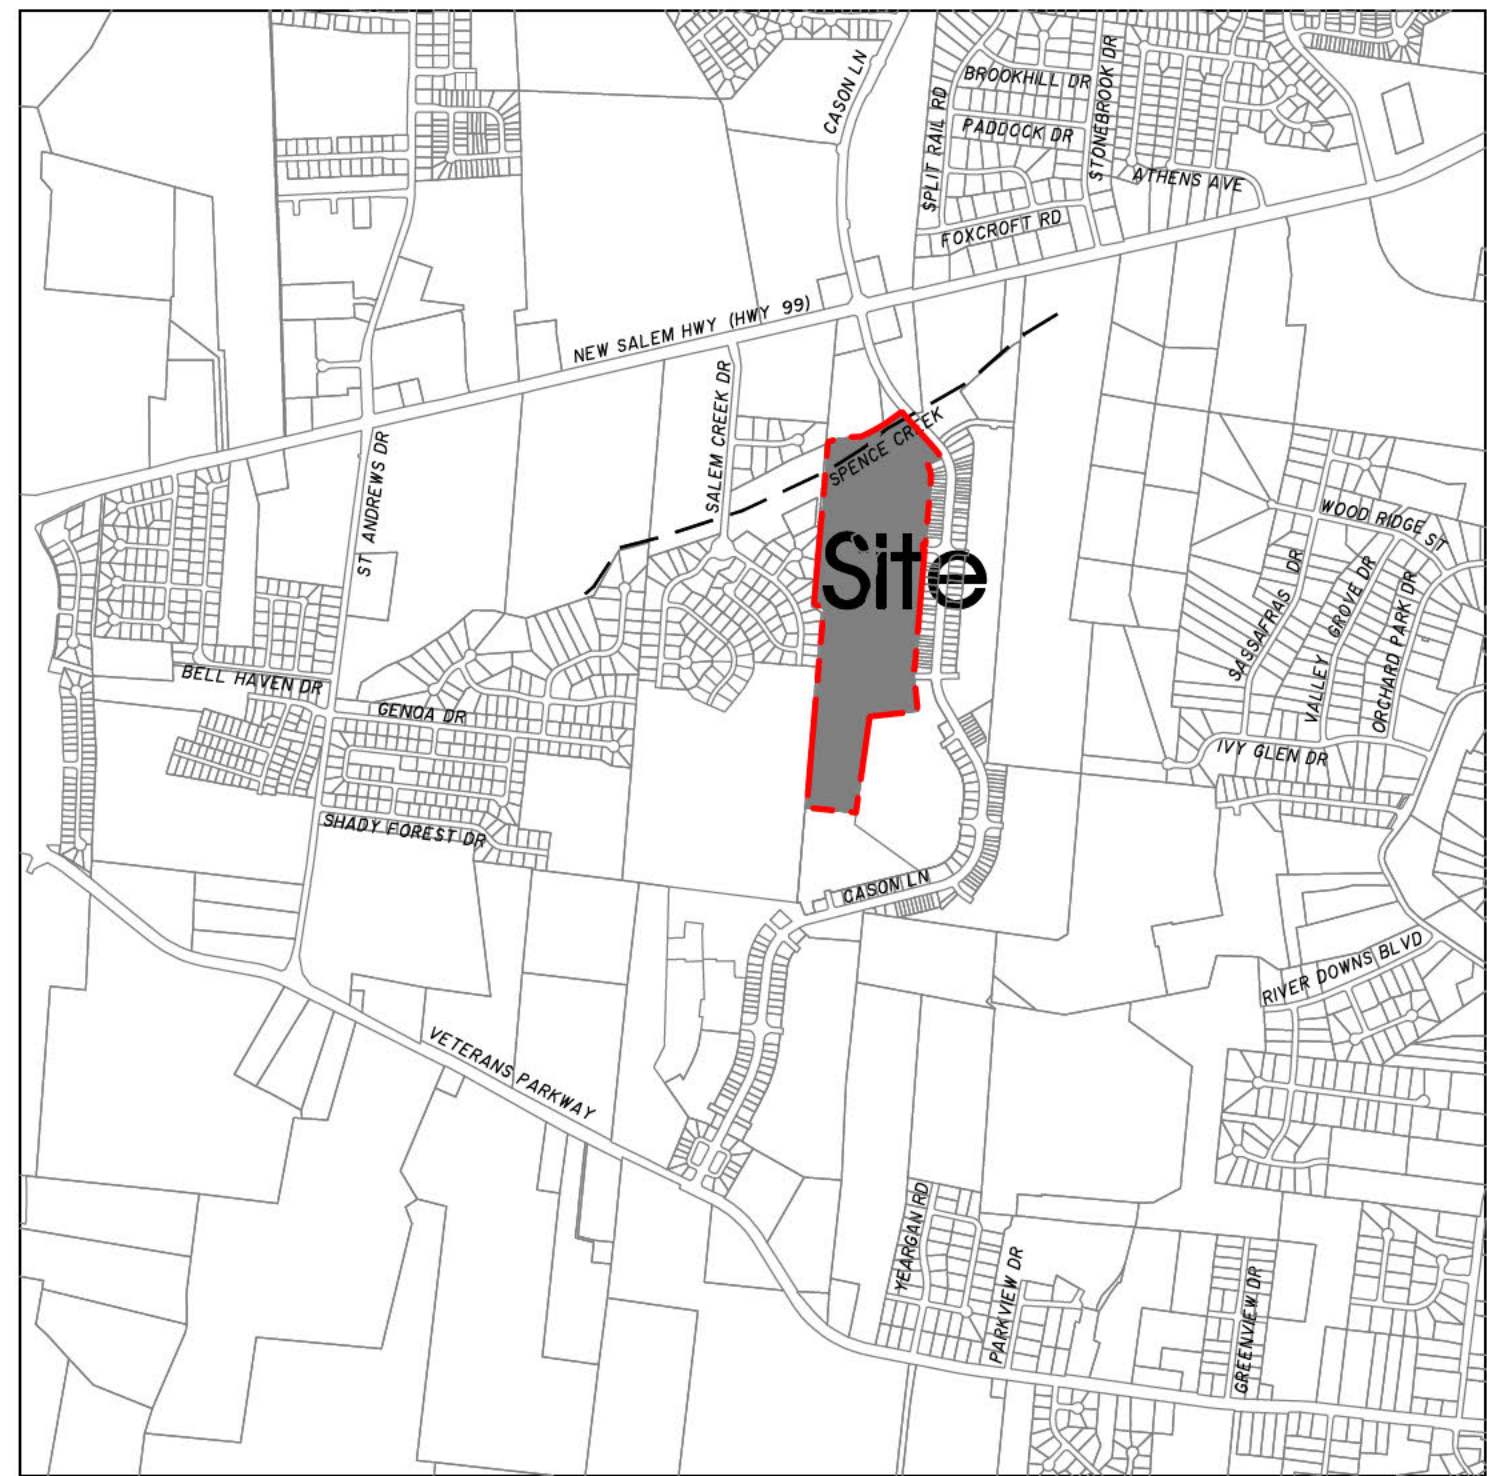 CASON LN
BROOKHILL DR
STONEBROOK DR
SPLIT RAIL RD
PADDOCK DR
ATHENS AVE
FOXCROFT RD
NEW SALEM HWY (HWY 99)
SALEM CREEK DR
SPENCE CREEK
ST ANDREWS DR
Site
WOOD RIDGE ST
SASSAFRAS DR
VALLEY GROVE DR
ORCHARD PARK DR
BELL HAVEN DR
GENOA DR
IVY GLEN DR
SHADY FOREST DR
CASON LN
RIVER DOWNS BLVD
VETERANS PARKWAY
YEARGAN RD
PARKVIEW DR
GREENVIEW DR